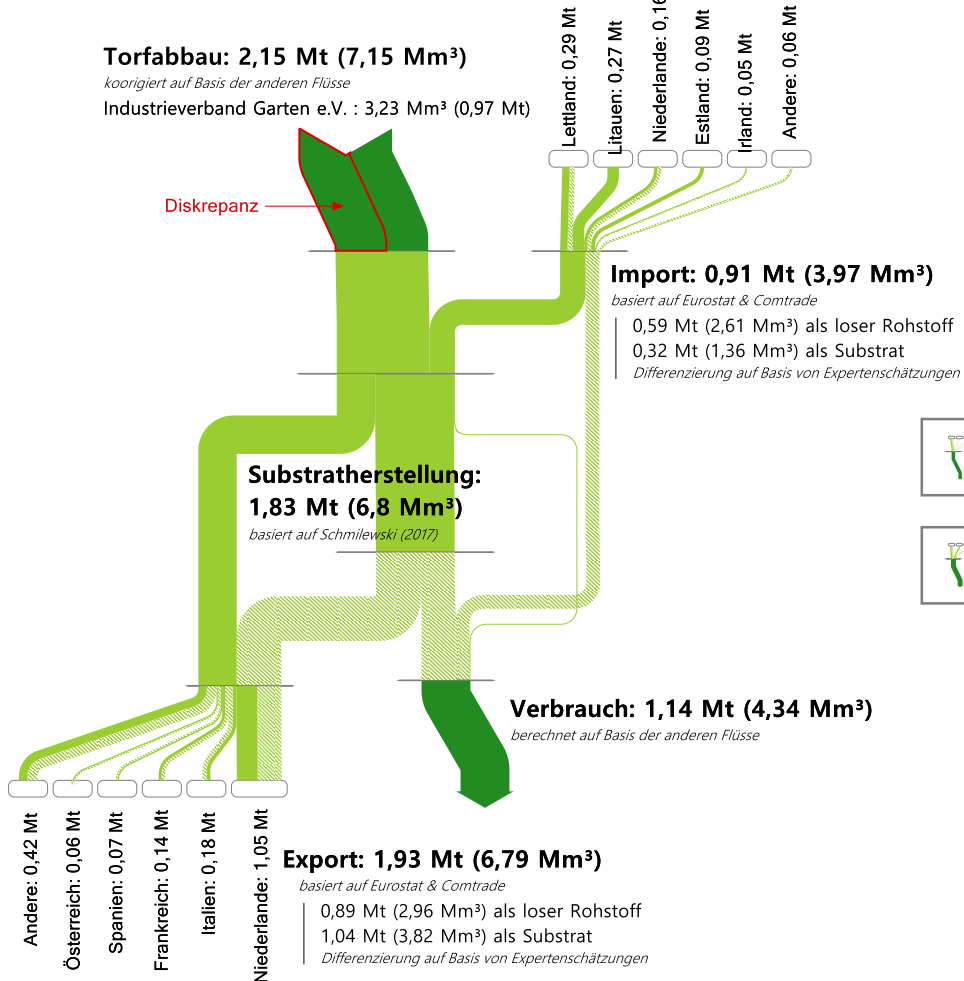 Torfabbau: 2,15 Mt (7,15 Mm³)
koorigiert auf Basis der anderen Flüsse
Industrieverband Garten e.V. : 3,23 Mm³ (0,97 Mt)
Lettland: 0,29 Mt
Litauen: 0,27 Mt
Niederlande: 0,16
Estland: 0,09 Mt
Irland: 0,05 Mt
Andere: 0,06 Mt
Diskrepanz
Import: 0,91 Mt (3,97 Mm³)
basiert auf Eurostat & Comtrade
0,59 Mt (2,61 Mm³) als loser Rohstoff
0,32 Mt (1,36 Mm³) als Substrat
Differenzierung auf Basis von Expertenschätzungen
Substratherstellung:
1,83 Mt (6,8 Mm³)
basiert auf Schmilewski (2017)
Verbrauch: 1,14 Mt (4,34 Mm³)
berechnet auf Basis der anderen Flüsse
Andere: 0,42 Mt
Österreich: 0,06 Mt
Spanien: 0,07 Mt
Frankreich: 0,14 Mt
Italien: 0,18 Mt
Niederlande: 1,05 Mt
Export: 1,93 Mt (6,79 Mm³)
basiert auf Eurostat & Comtrade
0,89 Mt (2,96 Mm³) als loser Rohstoff
1,04 Mt (3,82 Mm³) als Substrat
Differenzierung auf Basis von Expertenschätzungen